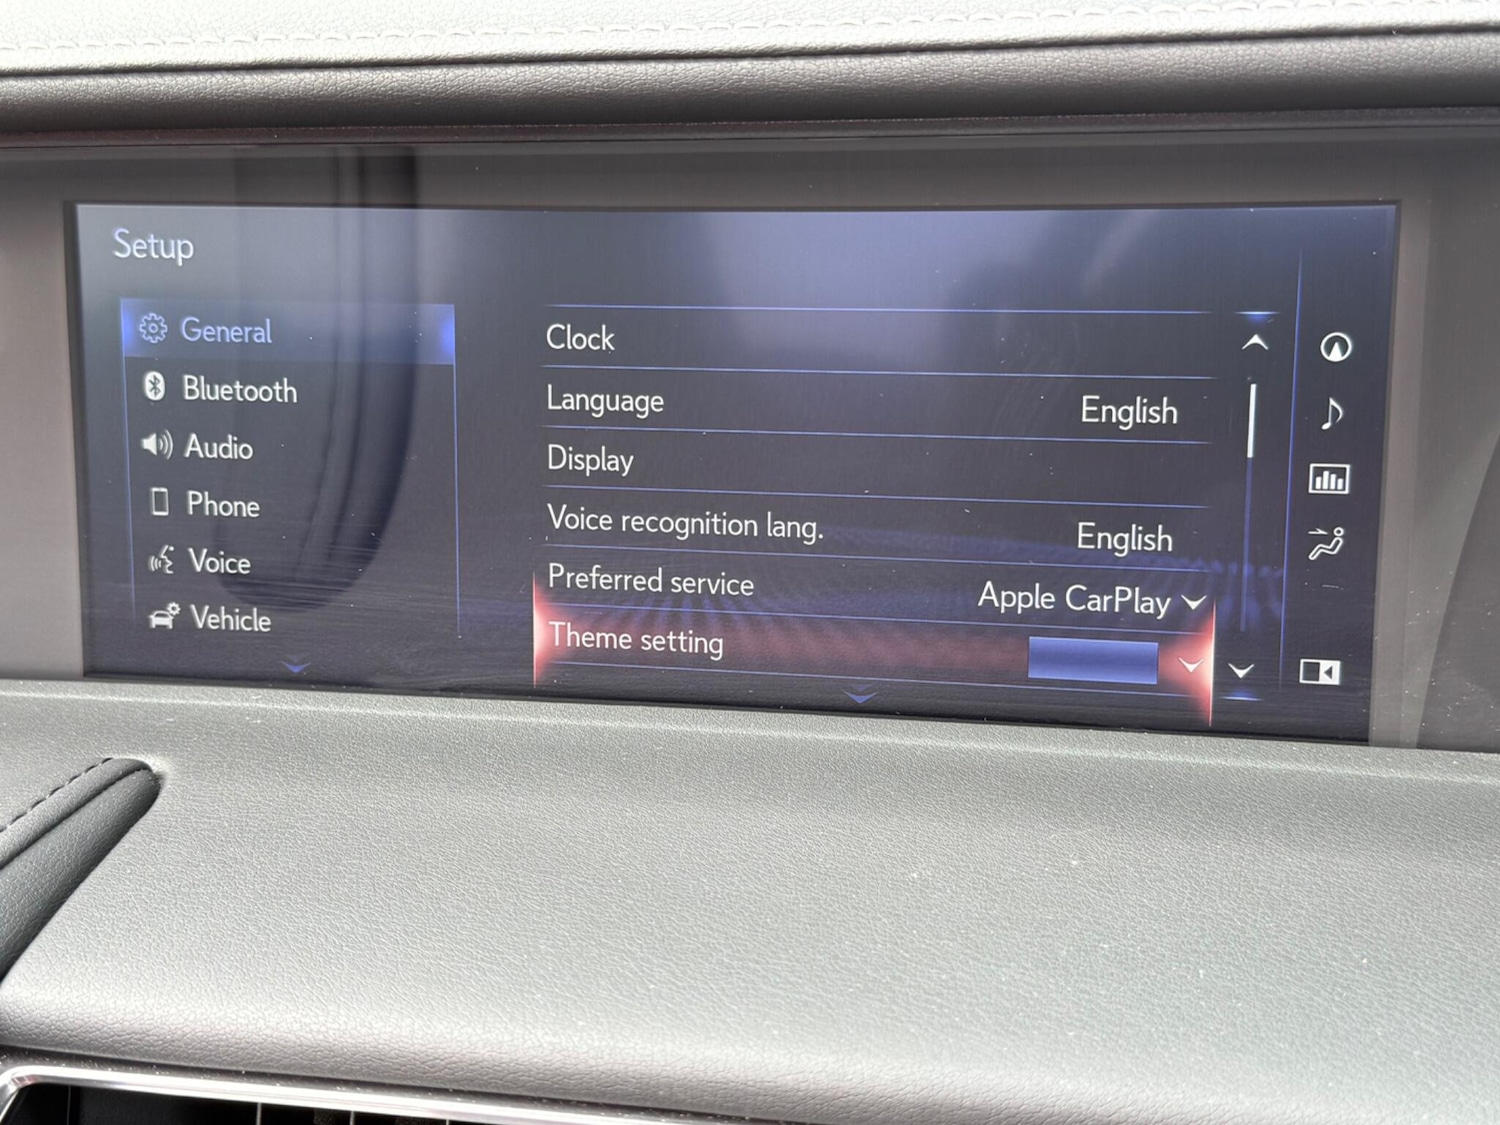 Setup
General
Bluetooth
Audio
Phone
Voice
Vehicle
Clock
Language English
Display
Voice recognition lang. English
Preferred service Apple CarPlay
Theme setting